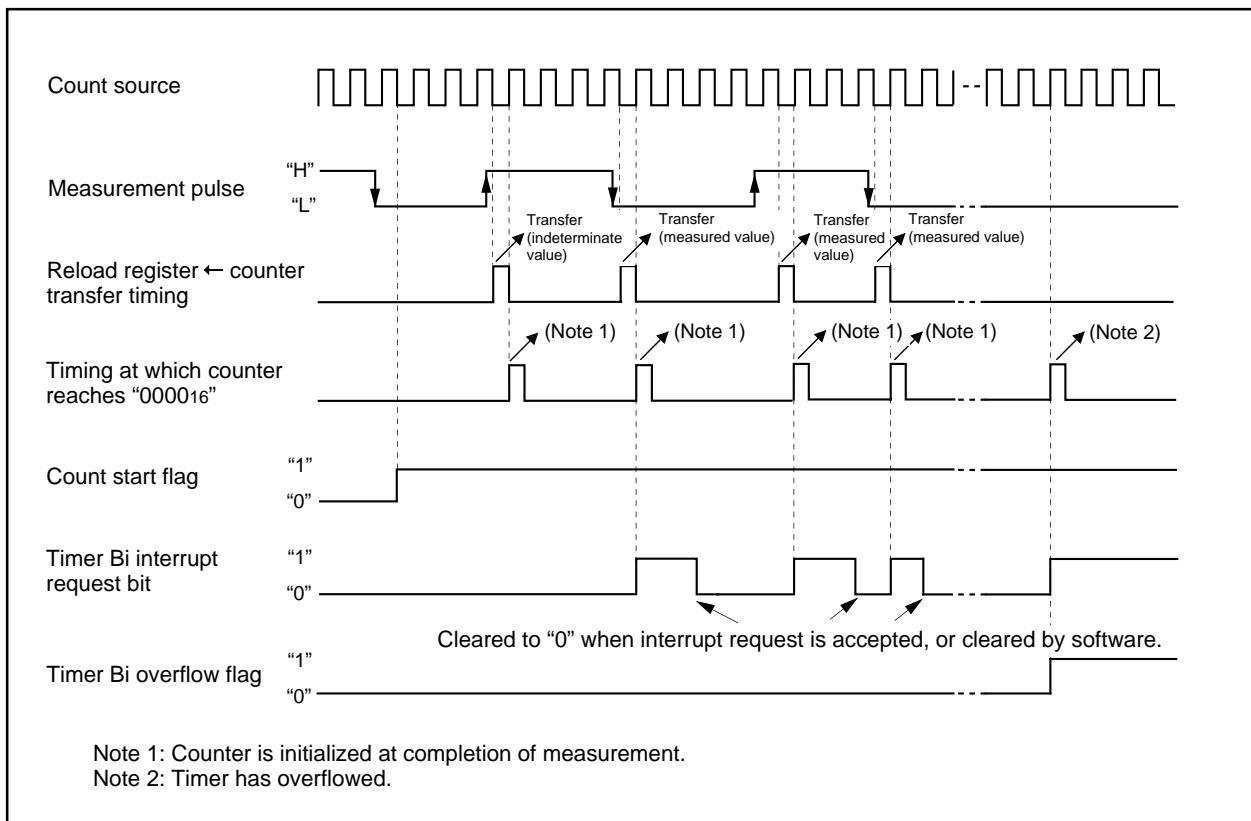 Count source
Measurement pulse
“H”
“L”
Transfer
(indeterminate
value)
Transfer
(measured value)
Transfer
(measured
value)
Transfer
(measured value)
Reload register ← counter
transfer timing
(Note 1)
(Note 1)
(Note 1)
(Note 1)
(Note 2)
Timing at which counter
reaches “000016”
Count start flag
“1”
“0”
Timer Bi interrupt
request bit
“1”
“0”
Cleared to “0” when interrupt request is accepted, or cleared by software.
Timer Bi overflow flag
“1”
“0”
Note 1: Counter is initialized at completion of measurement.
Note 2: Timer has overflowed.